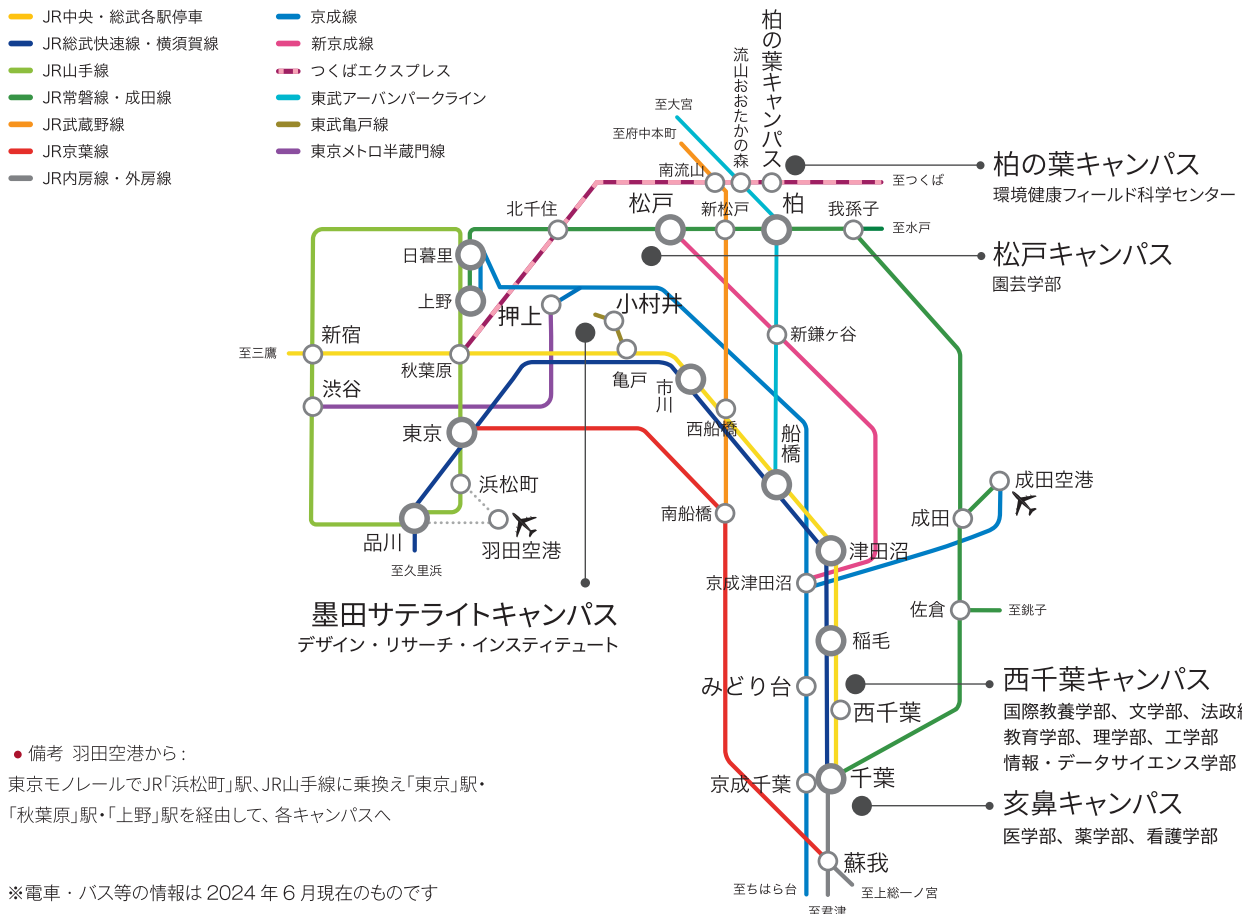 JR中央・総武各駅停車
JR総武快速線・横須賀線
JR山手線
JR常磐線・成田線
JR武蔵野線
JR京葉線
JR内房線・外房線
京成線
新京成線
つくばエクスプレス
東武アーバンパークライン
東武亀戸線
東京メトロ半蔵門線
柏の葉キャンパス
流山おおたかの森
至大宮
至府中本町
南流山
至つくば
柏の葉キャンパス
環境健康フィールド科学センター
北千住
松戸
新松戸
柏
我孫子
至水戸
日暮里
松戸キャンパス
園芸学部
上野
押上
小村井
新宿
新鎌ヶ谷
至三鷹
秋葉原
亀戸
市川
渋谷
西船橋
船橋
東京
浜松町
成田空港
南船橋
成田
品川
羽田空港
津田沼
至久里浜
京成津田沼
佐倉
至銚子
墨田サテライトキャンパス
デザイン・リサーチ・インスティテュート
稲毛
みどり台
西千葉
西千葉キャンパス
国際教養学部、文学部、法政経
教育学部、理学部、工学部
情報・データサイエンス学部
京成千葉
千葉
亥鼻キャンパス
医学部、薬学部、看護学部
蘇我
至ちはら台
至上総一ノ宮
至君津
●備考 羽田空港から:
東京モノレールでJR「浜松町」駅、JR山手線に乗換え「東京」駅・
「秋葉原」駅・「上野」駅を経由して、各キャンパスへ
※電車・バス等の情報は 2024 年 6 月現在のものです